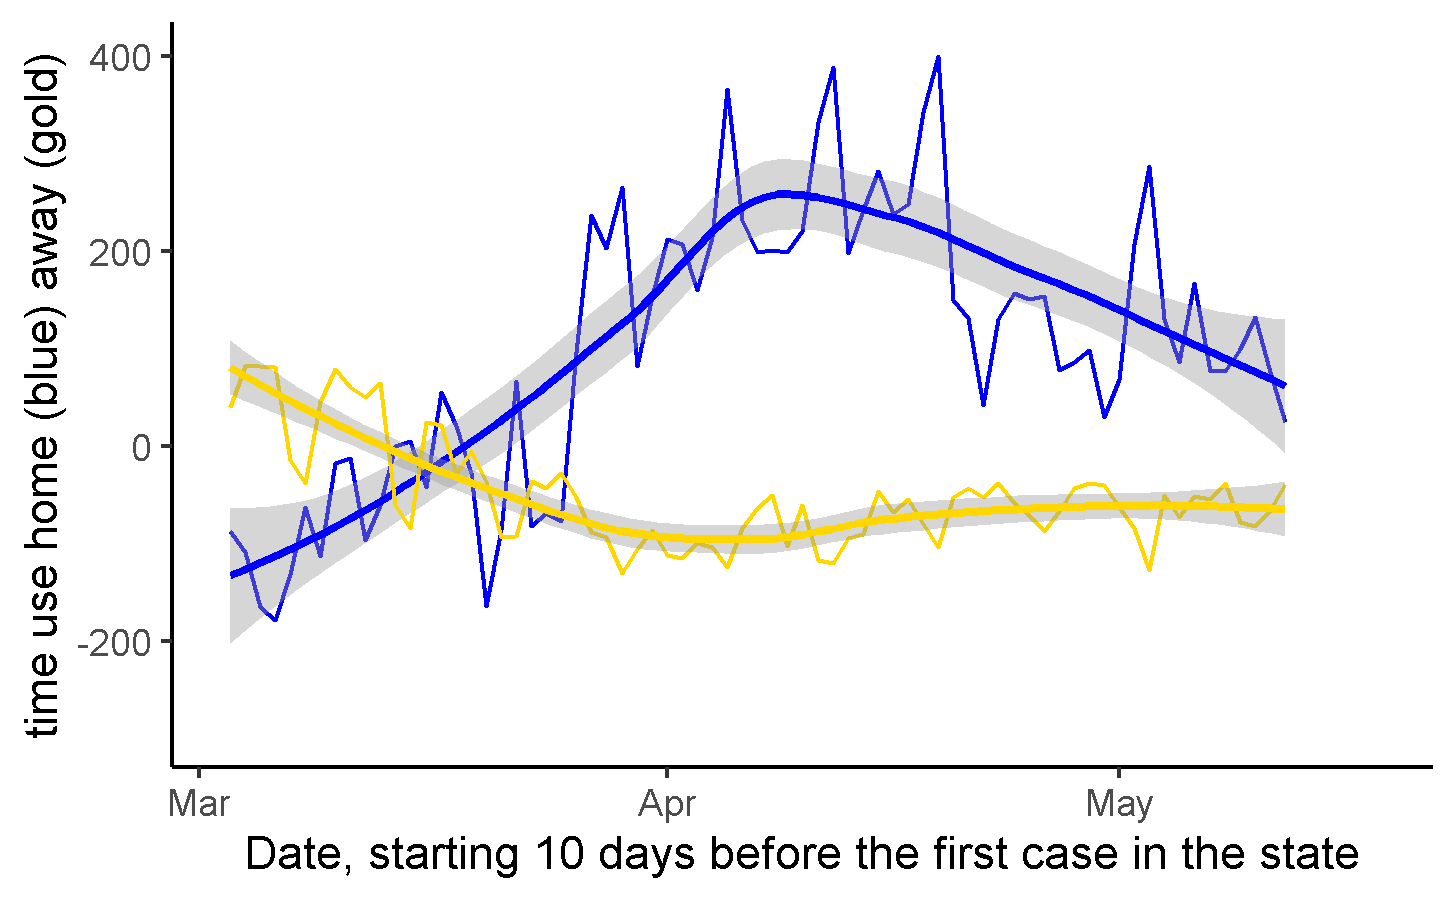 time use home (blue) away (gold)
400
200
0
-200
Mar
Apr
May
Date, starting 10 days before the first case in the state